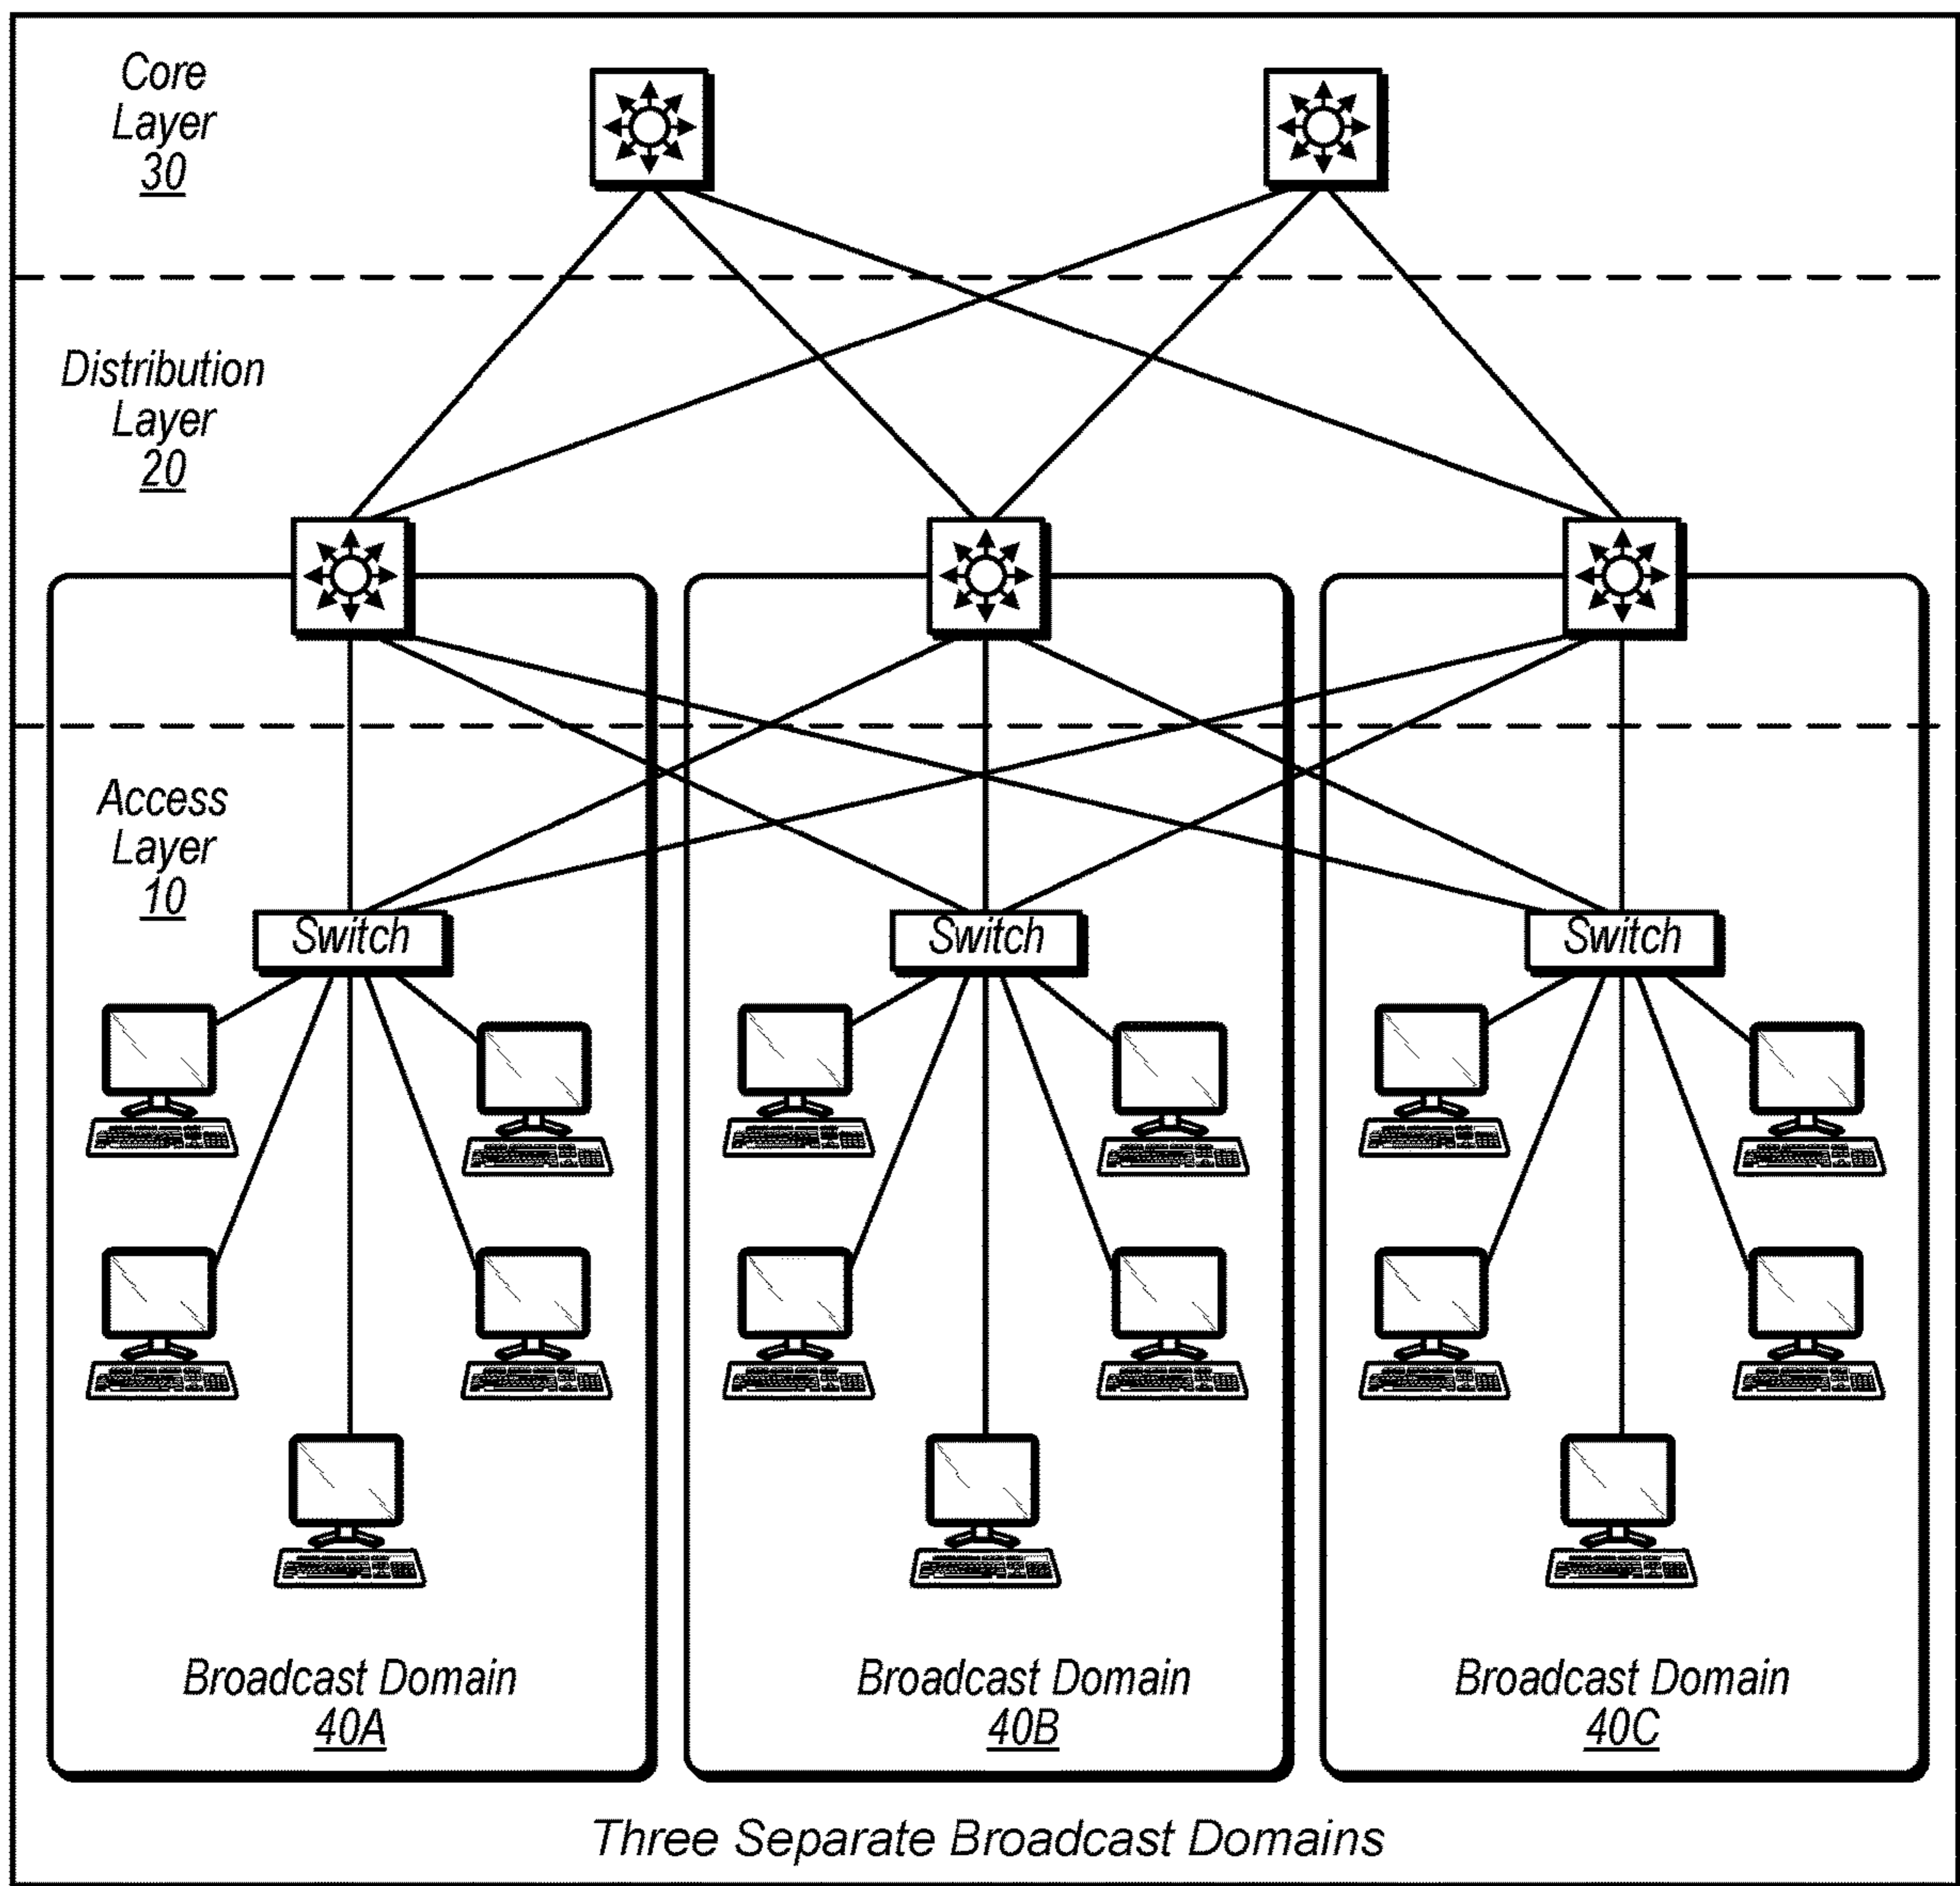 Core
Layer
30
Distribution
Layer
20
Access
Layer
10
Switch
Switch
Switch
Broadcast Domain
40A
Broadcast Domain
40B
Broadcast Domain
40C
Three Separate Broadcast Domains